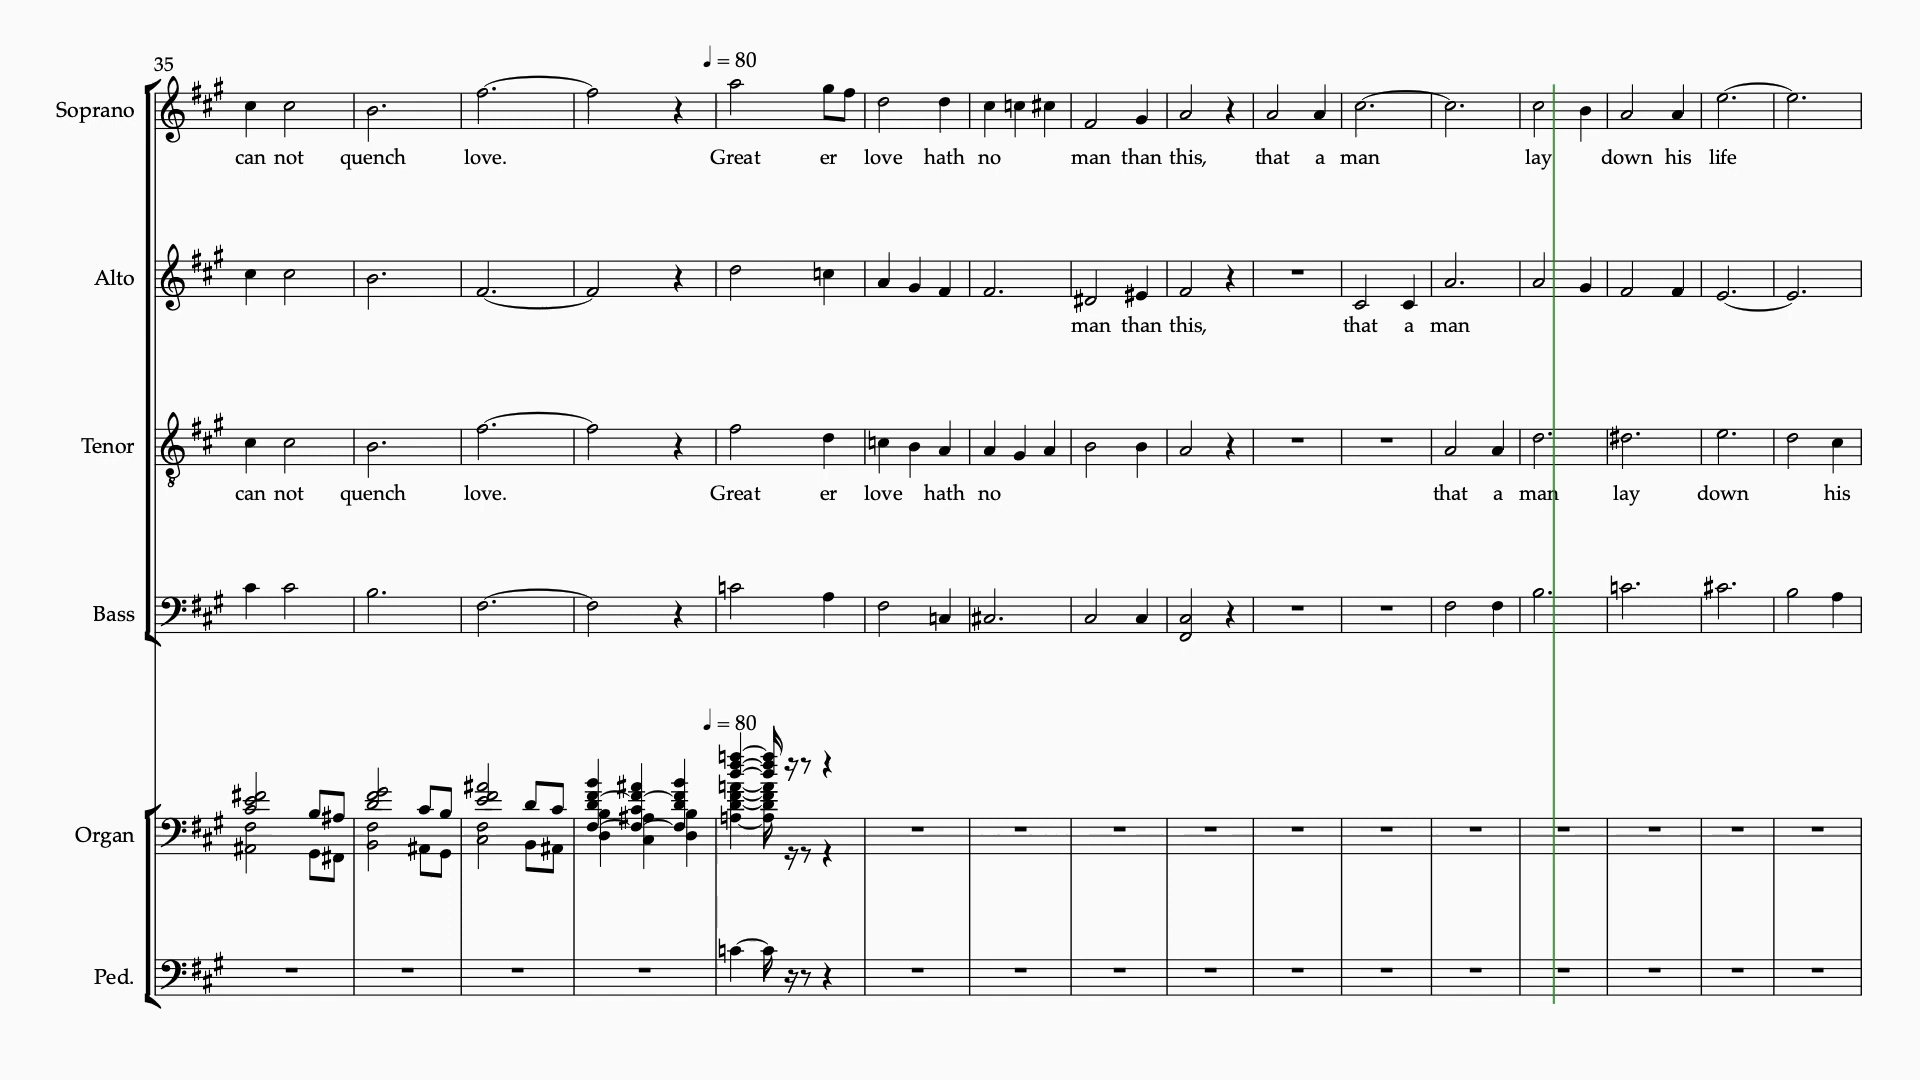 35
♩ = 80
Soprano
can not quench love. Great er love hath no man than this, that a man lay down his life
Alto
man than this, that a man
Tenor
can not quench love. Great er love hath no that a man lay down his
Bass
♩ = 80
Organ
Ped.